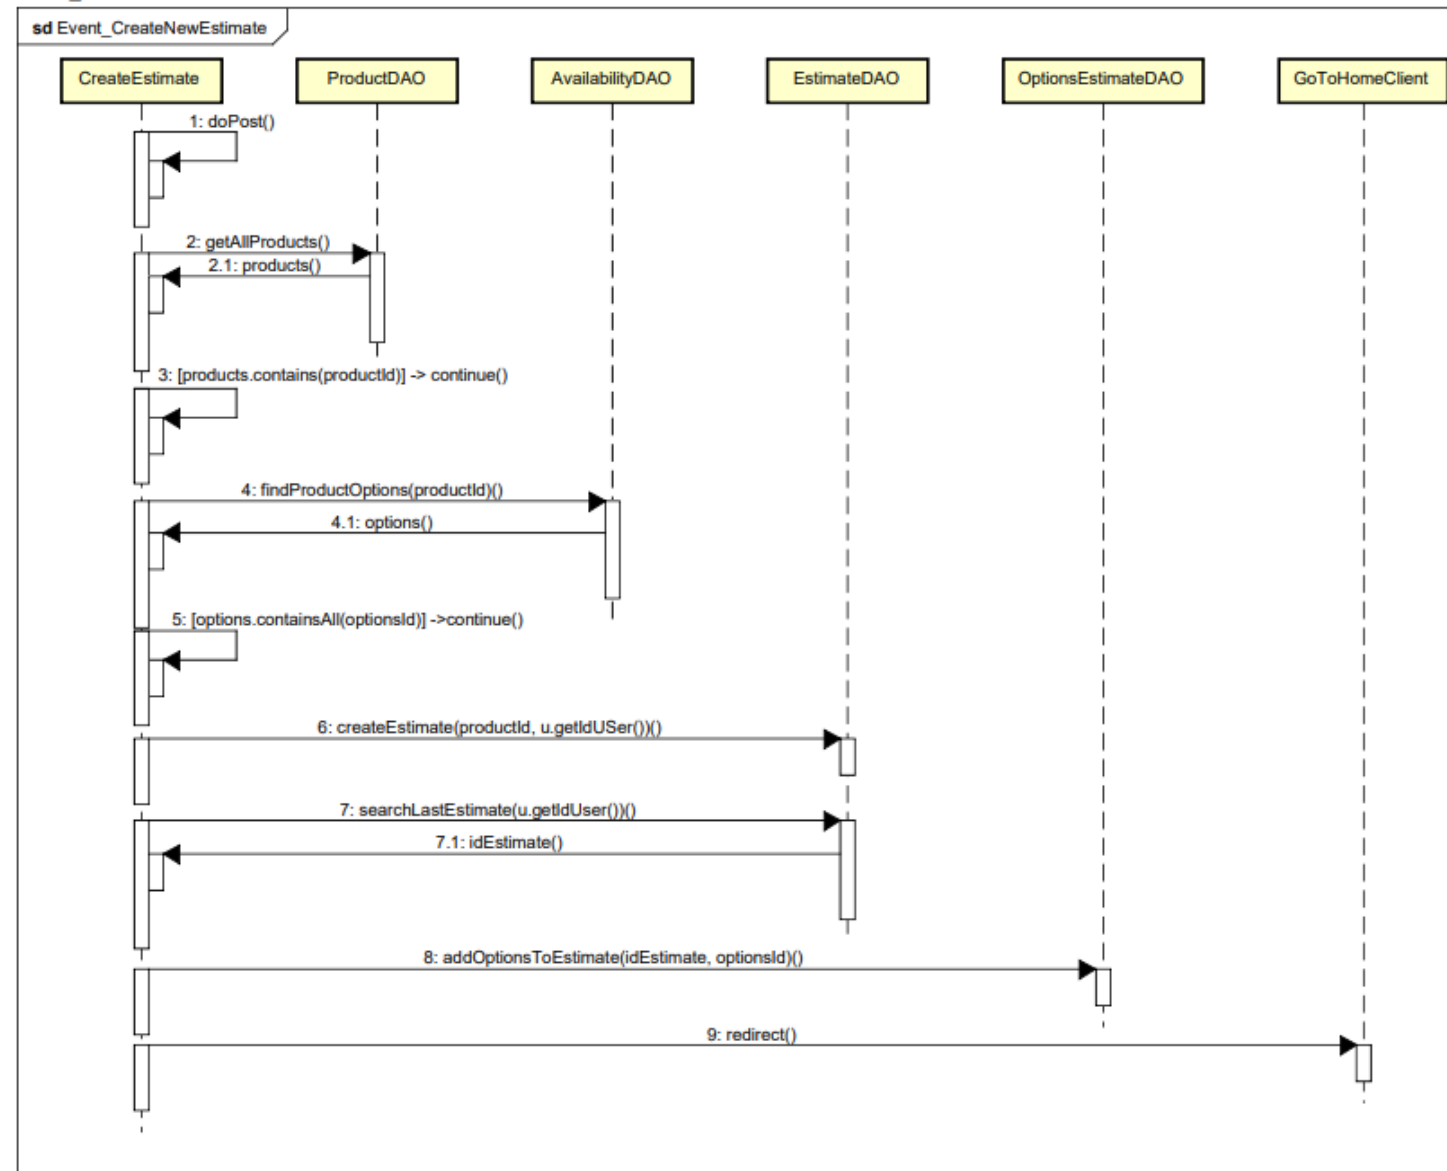 sd Event_CreateNewEstimate
CreateEstimate
ProductDAO
AvailabilityDAO
EstimateDAO
OptionsEstimateDAO
GoToHomeClient
1: doPost()
2: getAllProducts()
2.1: products()
3: [products.contains(productId)] -> continue()
4: findProductOptions(productId)()
4.1: options()
5: [options.containsAll(optionsId)] ->continue()
6: createEstimate(productId, u.getIdUSer())()
7: searchLastEstimate(u.getIdUser())()
7.1: idEstimate()
8: addOptionsToEstimate(idEstimate, optionsId)()
9: redirect()